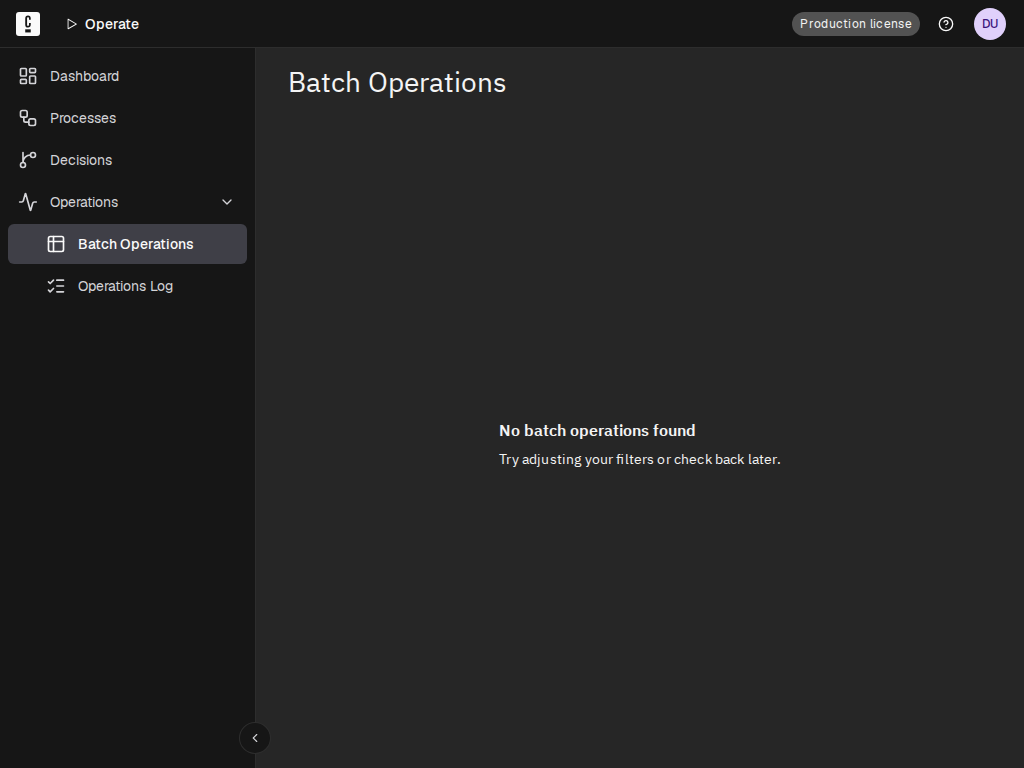 Operate
Production license
DU
Dashboard
Processes
Decisions
Operations
Batch Operations
Operations Log
Batch Operations
No batch operations found
Try adjusting your filters or check back later.